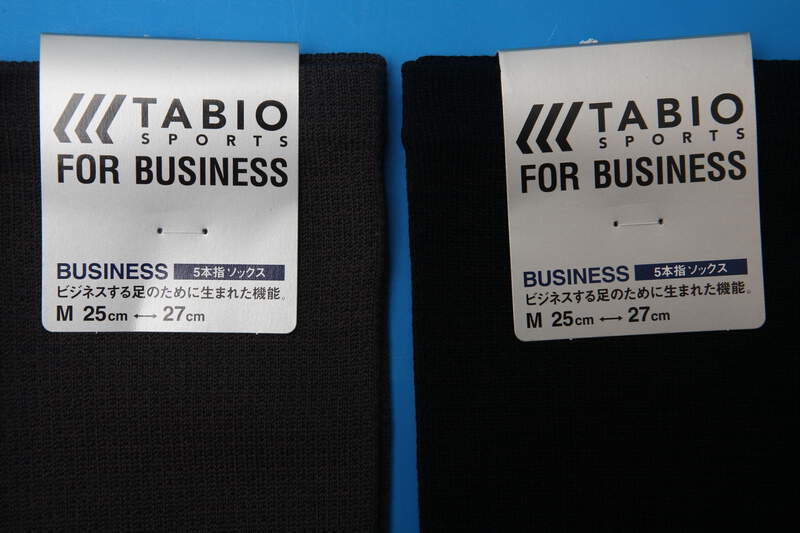 TABIO
SPORTS
FOR BUSINESS
BUSINESS 5本指ソックス
ビジネスする足のために生まれた機能。
M 25cm ↔ 27cm
TABIO
SPORTS
FOR BUSINESS
BUSINESS 5本指ソックス
ビジネスする足のために生まれた機能。
M 25cm ↔ 27cm